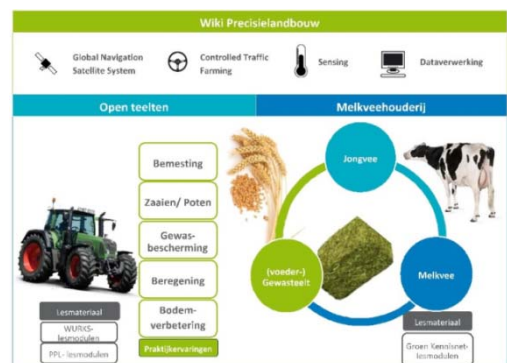 Wiki Precisielandbouw
Global Navigation
Satellite System
Controlled Traffic
Farming
Sensing
Dataverwerking
Open teelten
Melkveehouderij
Bemesting
Zaaien/ Poten
Gewas-
bescherming
Beregening
Bodem-
verbetering
Praktijkervaringen
Lesmateriaal
WURKS-
lesmodulen
PPL- lesmodulen
Jongvee
(voeder-)
Gewasteelt
Melkvee
Lesmateriaal
Groen Kennisnet-
lesmodulen